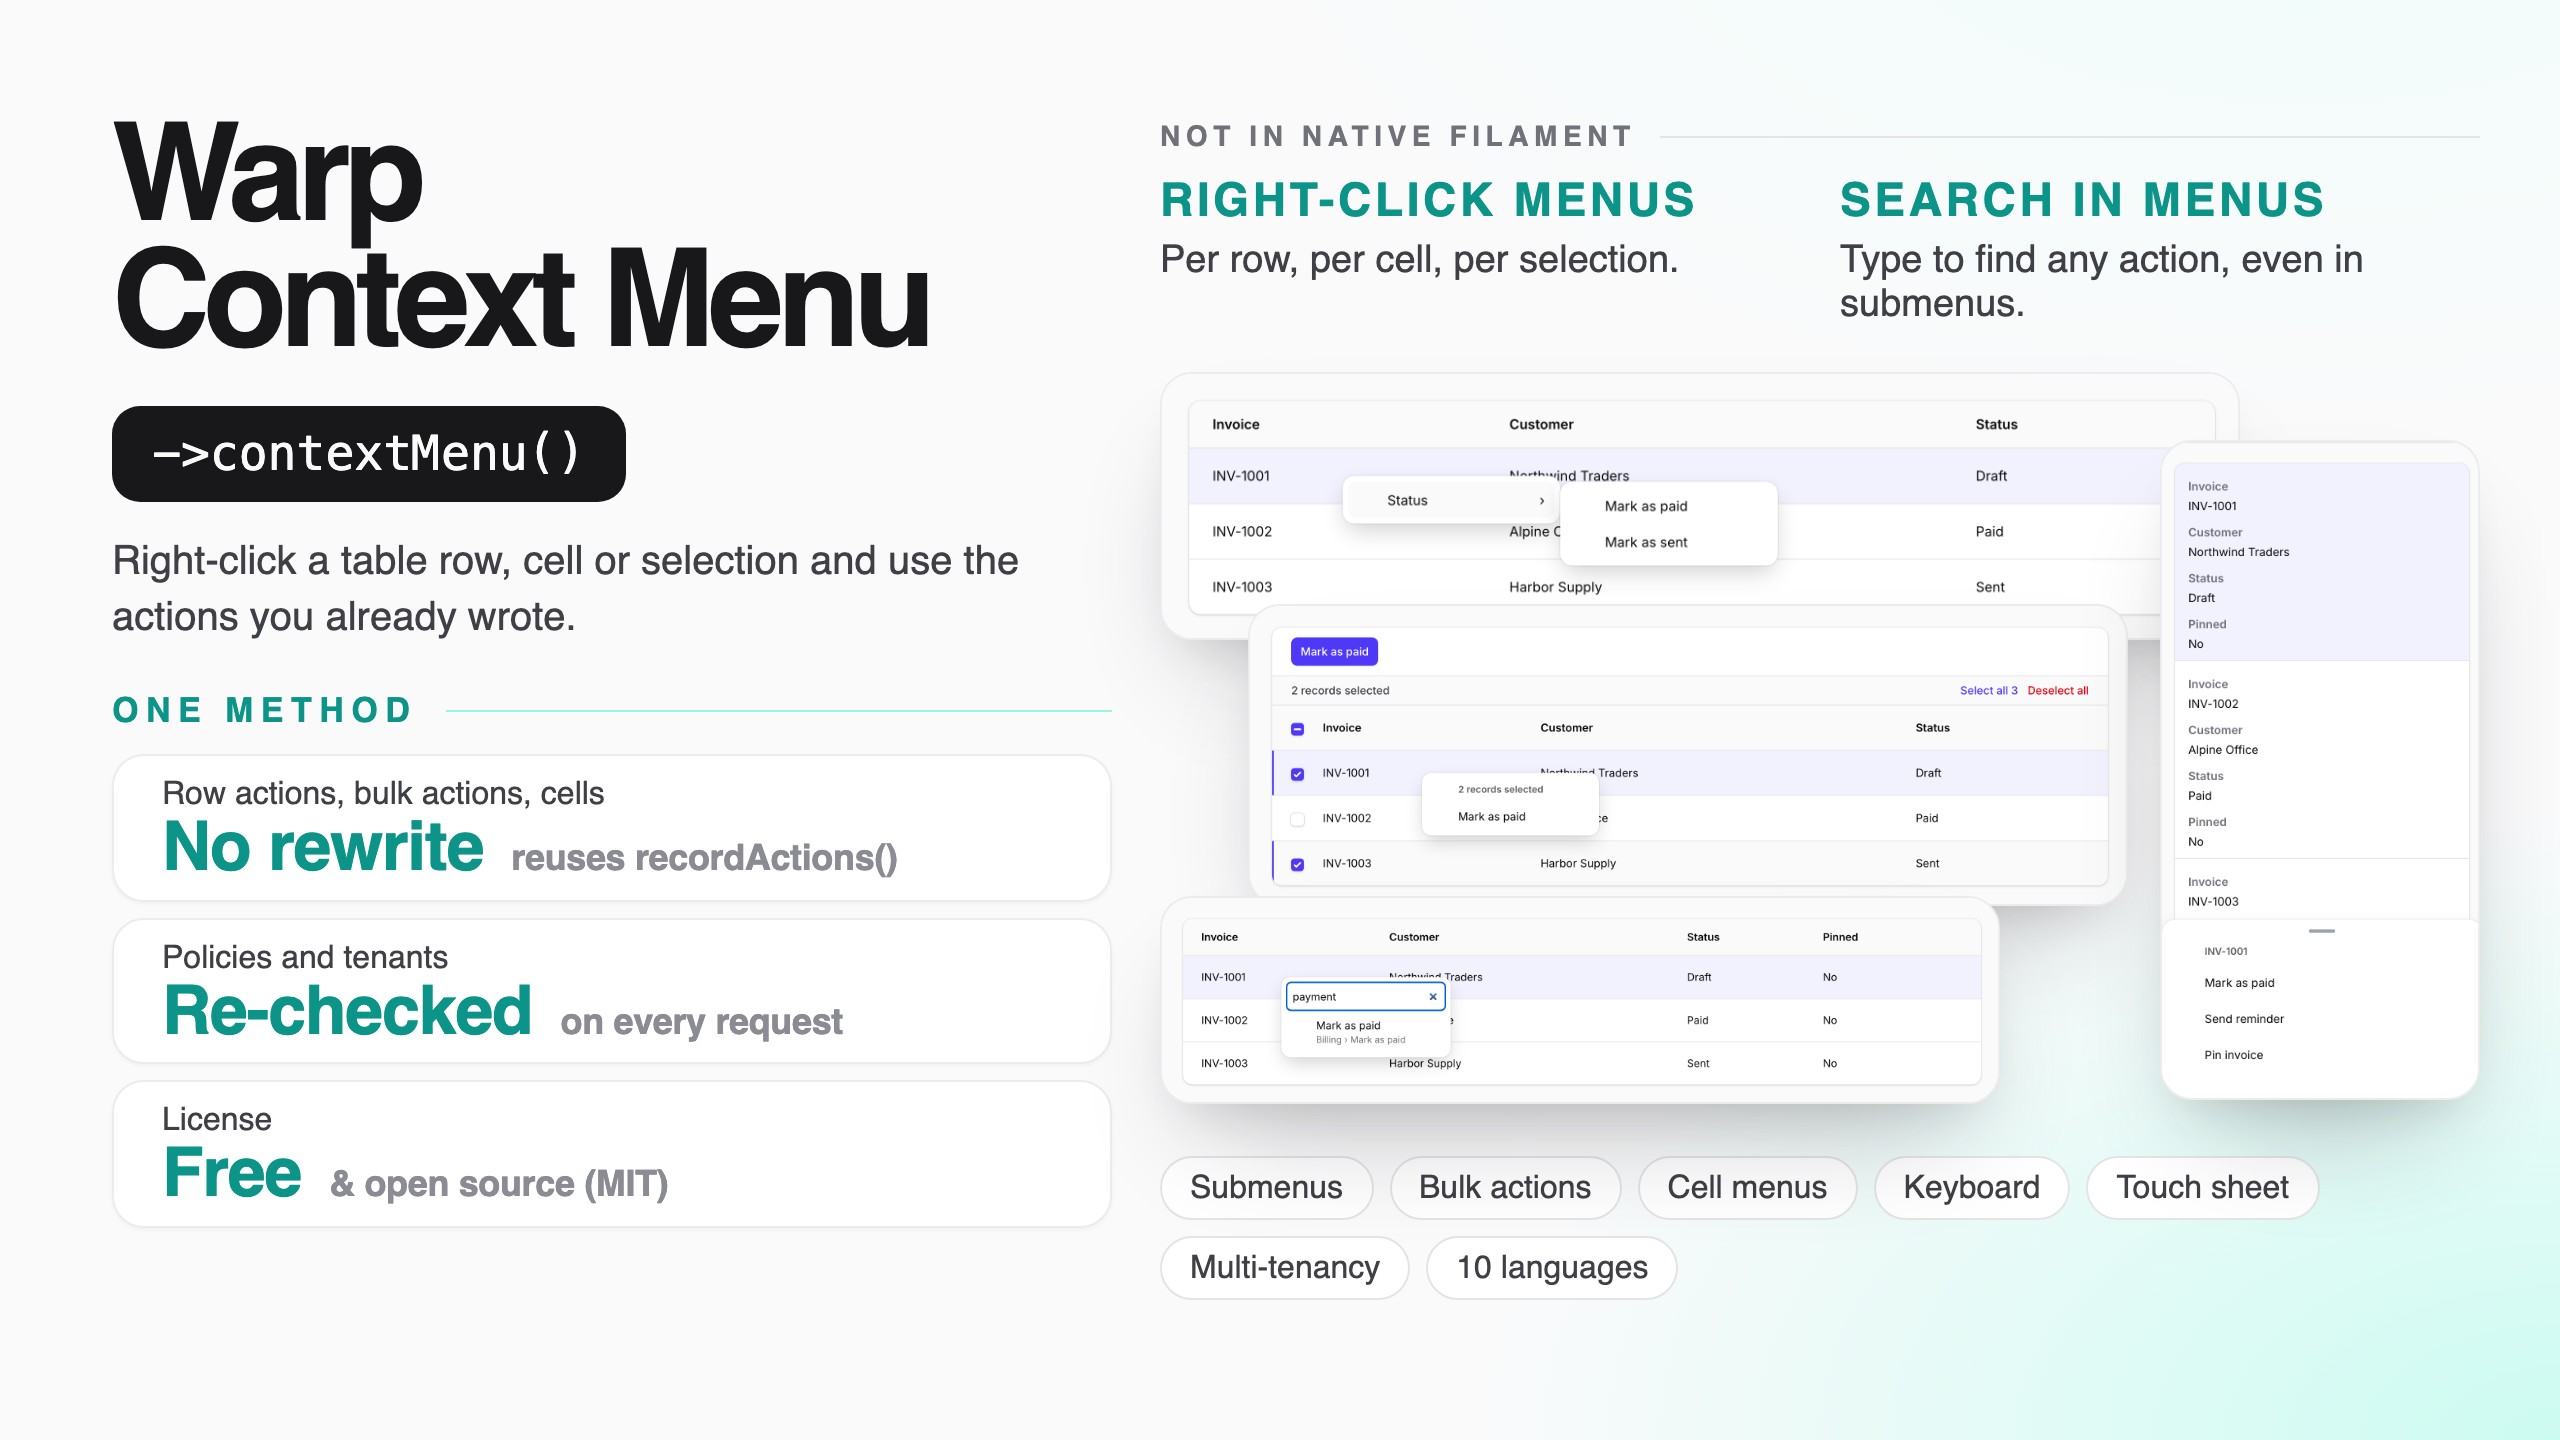 Warp
Context Menu
->contextMenu()
Right-click a table row, cell or selection and use the
actions you already wrote.
ONE METHOD
Row actions, bulk actions, cells
No rewrite reuses recordActions()
Policies and tenants
Re-checked on every request
License
Free & open source (MIT)
NOT IN NATIVE FILAMENT
RIGHT-CLICK MENUS
Per row, per cell, per selection.
SEARCH IN MENUS
Type to find any action, even in
submenus.
Invoice Customer Status
INV-1001 Northwind Traders Draft
Status ›
Mark as paid
Mark as sent
INV-1002 Alpine Paid
INV-1003 Harbor Supply Sent
Mark as paid
2 records selected Select all 3 Deselect all
Invoice Customer Status
INV-1001 Northwind Traders Draft
2 records selected
Mark as paid
INV-1002 Paid
INV-1003 Harbor Supply Sent
Invoice Customer Status Pinned
INV-1001 Northwind Traders Draft No
payment
Mark as paid
Billing › Mark as paid
INV-1002 Paid No
INV-1003 Harbor Supply Sent No
Invoice
INV-1001
Customer
Northwind Traders
Status
Draft
Pinned
No
Invoice
INV-1002
Customer
Alpine Office
Status
Paid
Pinned
No
Invoice
INV-1003
INV-1001
Mark as paid
Send reminder
Pin invoice
Submenus
Bulk actions
Cell menus
Keyboard
Touch sheet
Multi-tenancy
10 languages